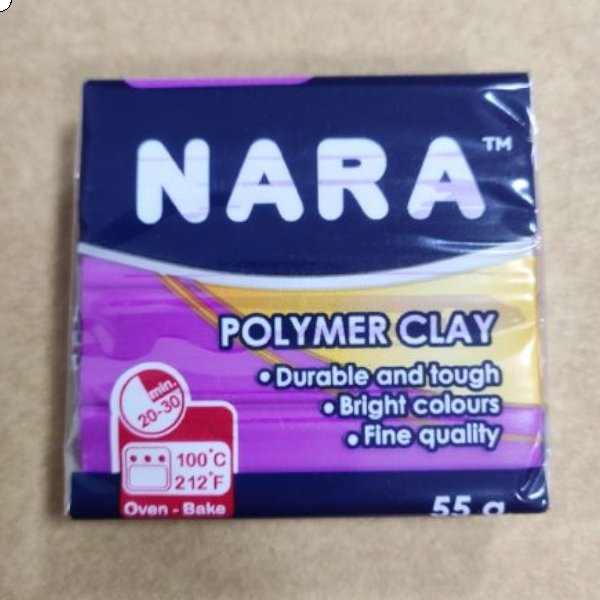 NARA™
POLYMER CLAY
• Durable and tough
• Bright colours
• Fine quality
min.
20-30
100°C
212°F
Oven - Bake
55 g